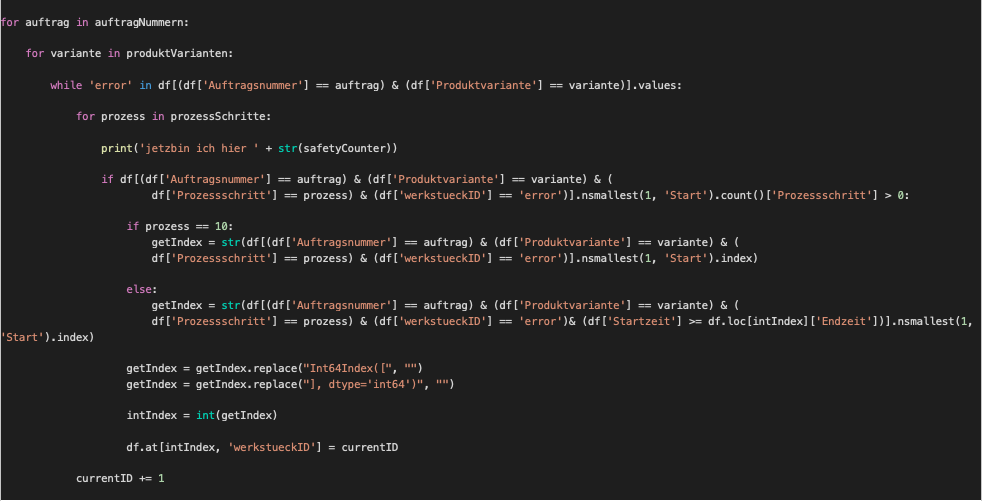 for auftrag in auftragNummern:
for variante in produktVarianten:
while 'error' in df[(df['Auftragsnummer'] == auftrag) & (df['Produktvariante'] == variante)].values:
for prozess in prozessSchritte:
print('jetzbin ich hier ' + str(safetyCounter))
if df[(df['Auftragsnummer'] == auftrag) & (df['Produktvariante'] == variante) & (
df['Prozessschritt'] == prozess) & (df['werkstueckID'] == 'error')].nsmallest(1, 'Start').count()['Prozessschritt'] > 0:
if prozess == 10:
getIndex = str(df[(df['Auftragsnummer'] == auftrag) & (df['Produktvariante'] == variante) & (
df['Prozessschritt'] == prozess) & (df['werkstueckID'] == 'error')].nsmallest(1, 'Start').index)
else:
getIndex = str(df[(df['Auftragsnummer'] == auftrag) & (df['Produktvariante'] == variante) & (
df['Prozessschritt'] == prozess) & (df['werkstueckID'] == 'error')& (df['Startzeit'] >= df.loc[intIndex]['Endzeit'])].nsmallest(1,
'Start').index)
getIndex = getIndex.replace("Int64Index([", "")
getIndex = getIndex.replace("], dtype='int64')", "")
intIndex = int(getIndex)
df.at[intIndex, 'werkstueckID'] = currentID
currentID += 1